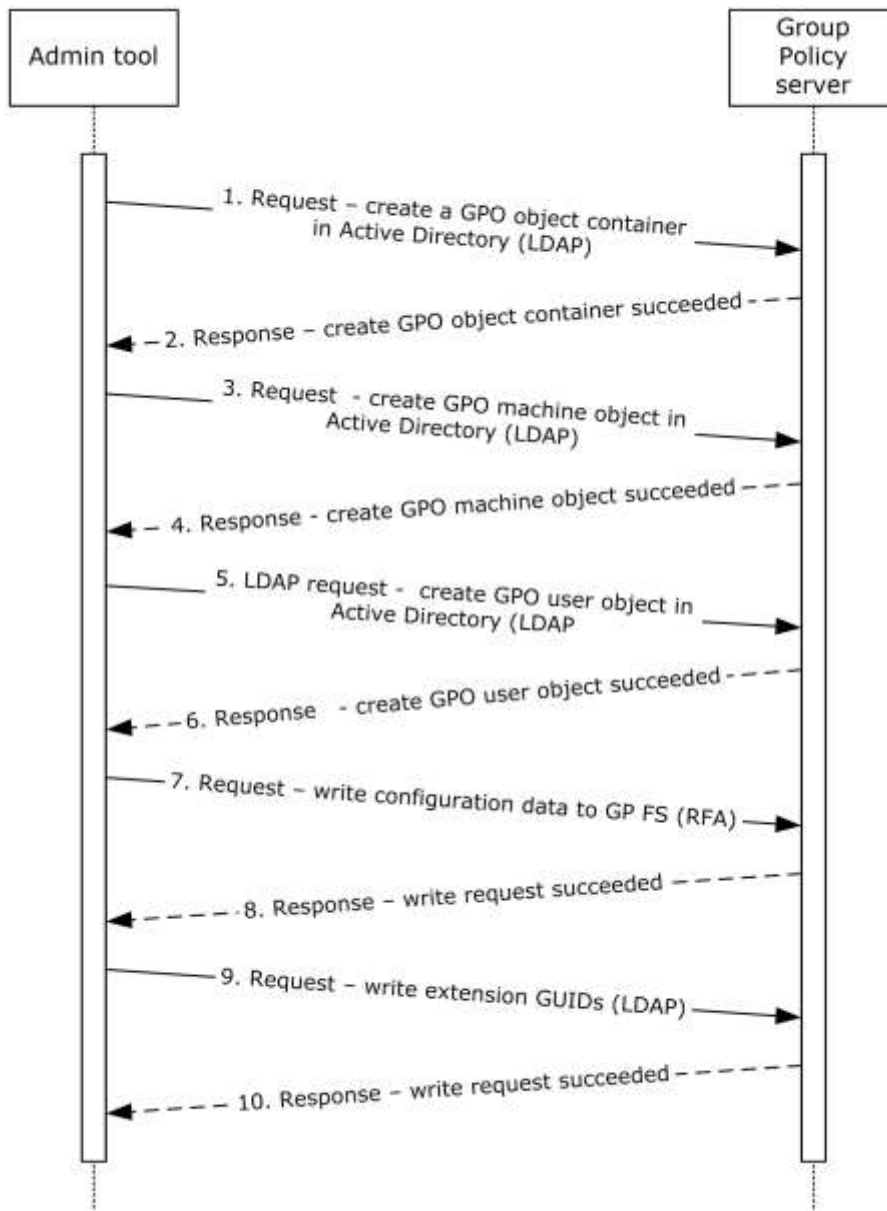 Admin tool
Group
Policy
server
1. Request – create a GPO object container
in Active Directory (LDAP)
2. Response – create GPO object container succeeded
3. Request - create GPO machine object in
Active Directory (LDAP)
4. Response - create GPO machine object succeeded
5. LDAP request - create GPO user object in
Active Directory (LDAP
6. Response - create GPO user object succeeded
7. Request – write configuration data to GP FS (RFA)
8. Response – write request succeeded
9. Request – write extension GUIDs (LDAP)
10. Response – write request succeeded